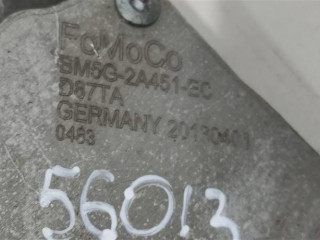 FoMoCo
BM5G-2A451-EC
D87TA
GERMANY 20130401
0483
56013